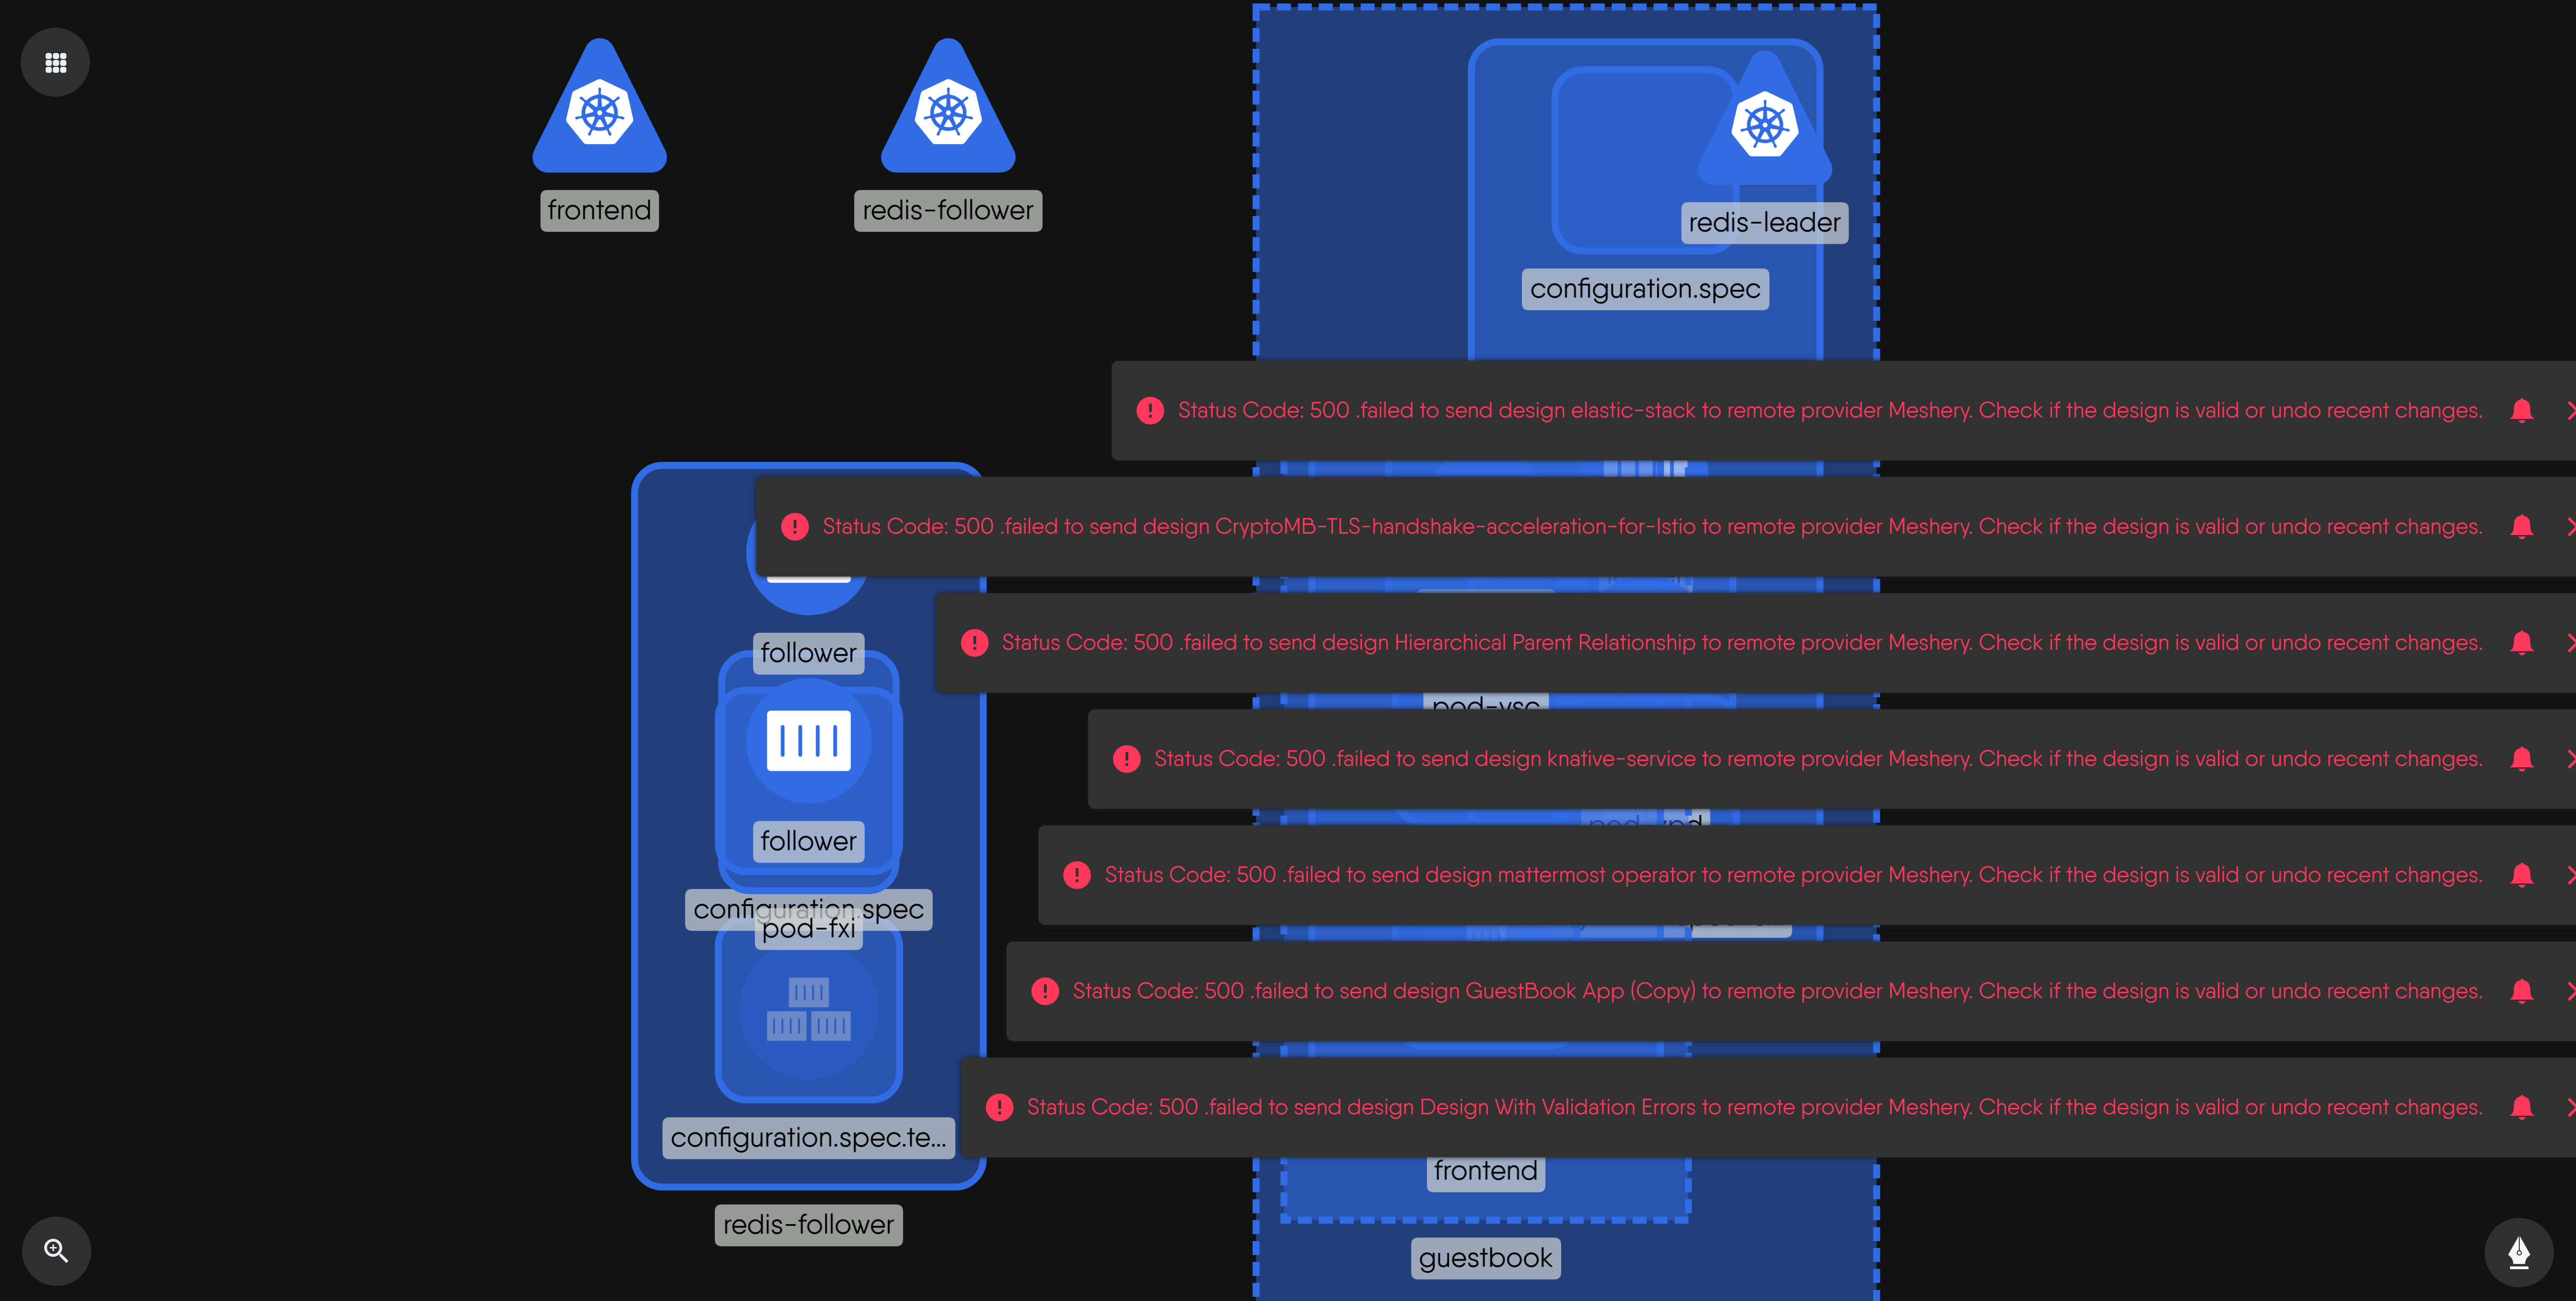 frontend
redis-follower
redis-leader
configuration.spec
Status Code: 500 .failed to send design elastic-stack to remote provider Meshery. Check if the design is valid or undo recent changes.
Status Code: 500 .failed to send design CryptoMB-TLS-handshake-acceleration-for-Istio to remote provider Meshery. Check if the design is valid or undo recent changes.
follower
Status Code: 500 .failed to send design Hierarchical Parent Relationship to remote provider Meshery. Check if the design is valid or undo recent changes.
pod-vsc
Status Code: 500 .failed to send design knative-service to remote provider Meshery. Check if the design is valid or undo recent changes.
follower
Status Code: 500 .failed to send design mattermost operator to remote provider Meshery. Check if the design is valid or undo recent changes.
configuration.spec
pod-fxi
Status Code: 500 .failed to send design GuestBook App (Copy) to remote provider Meshery. Check if the design is valid or undo recent changes.
Status Code: 500 .failed to send design Design With Validation Errors to remote provider Meshery. Check if the design is valid or undo recent changes.
configuration.spec.te...
frontend
redis-follower
guestbook